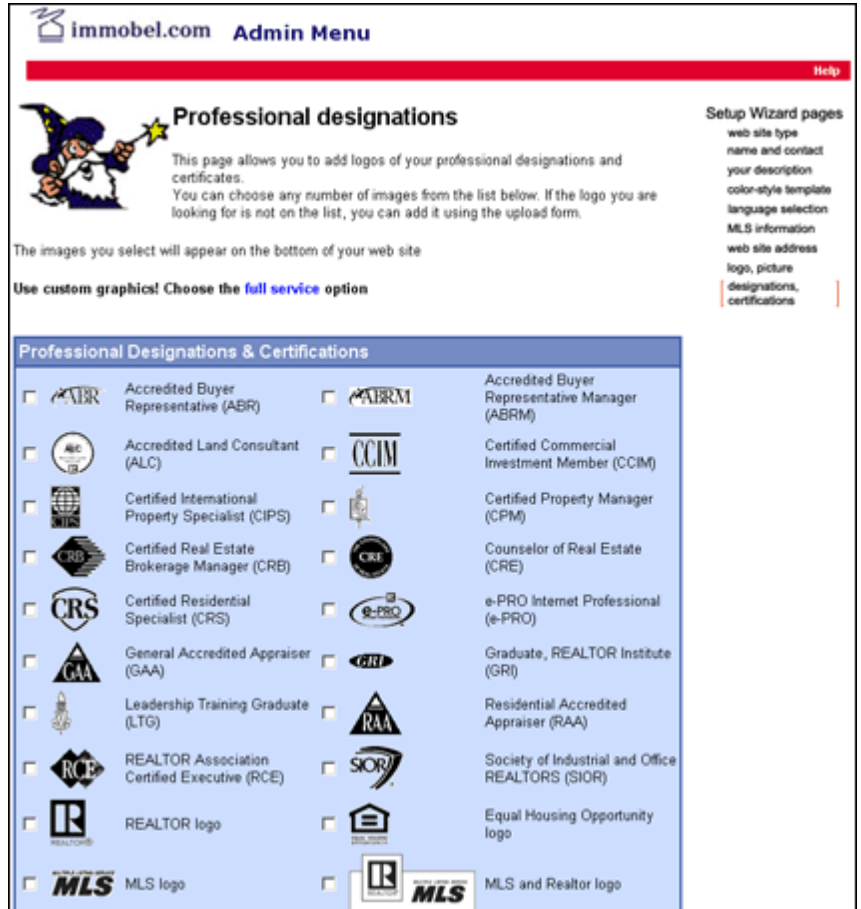 immobel.com Admin Menu
Help
Professional designations
This page allows you to add logos of your professional designations and
certificates.
You can choose any number of images from the list below. If the logo you are
looking for is not on the list, you can add it using the upload form.
The images you select will appear on the bottom of your web site
Use custom graphics! Choose the full service option
Setup Wizard pages
web site type
name and contact
your description
color-style template
language selection
MLS information
web site address
logo, picture
designations,
certifications
Professional Designations & Certifications
ABR
Accredited Buyer
Representative (ABR)
ABRM
Accredited Buyer
Representative Manager
(ABRM)
ALC
Accredited Land Consultant
(ALC)
CCIM
Certified Commercial
Investment Member (CCIM)
CIPS
Certified International
Property Specialist (CIPS)
Certified Property Manager
(CPM)
CRB
Certified Real Estate
Brokerage Manager (CRB)
CRE
Counselor of Real Estate
(CRE)
CRS
Certified Residential
Specialist (CRS)
e-PRO
e-PRO Internet Professional
(e-PRO)
GAA
General Accredited Appraiser
(GAA)
GRI
Graduate, REALTOR Institute
(GRI)
Leadership Training Graduate
(LTG)
RAA
Residential Accredited
Appraiser (RAA)
RCE
REALTOR Association
Certified Executive (RCE)
SIOR
Society of Industrial and Office
REALTORS (SIOR)
R
REALTOR®
REALTOR logo
Equal Housing Opportunity
logo
MULTIPLE LISTING SERVICE
MLS
MLS logo
R
REALTOR®
MULTIPLE LISTING SERVICE
MLS
MLS and Realtor logo